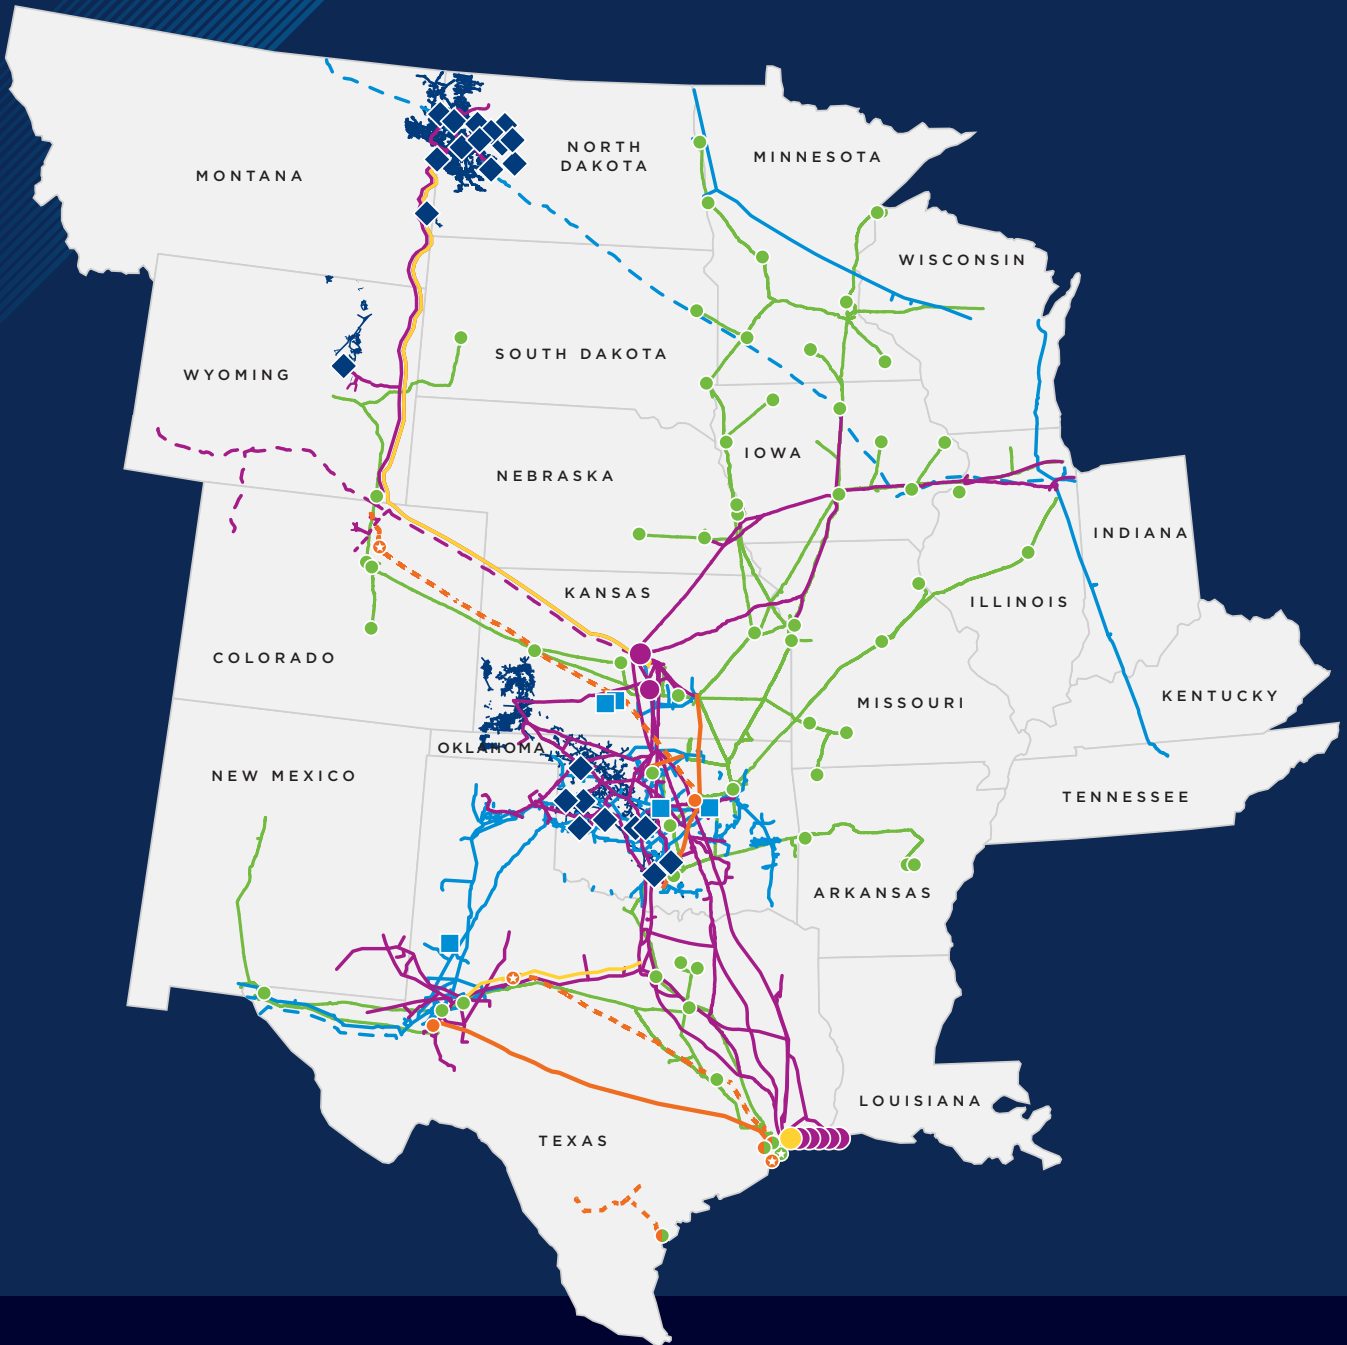 NORTH
DAKOTA
MINNESOTA
MONTANA
WISCONSIN
SOUTH DAKOTA
WYOMING
IOWA
NEBRASKA
INDIANA
KANSAS
ILLINOIS
COLORADO
KENTUCKY
MISSOURI
OKLAHOMA
NEW MEXICO
TENNESSEE
ARKANSAS
LOUISIANA
TEXAS